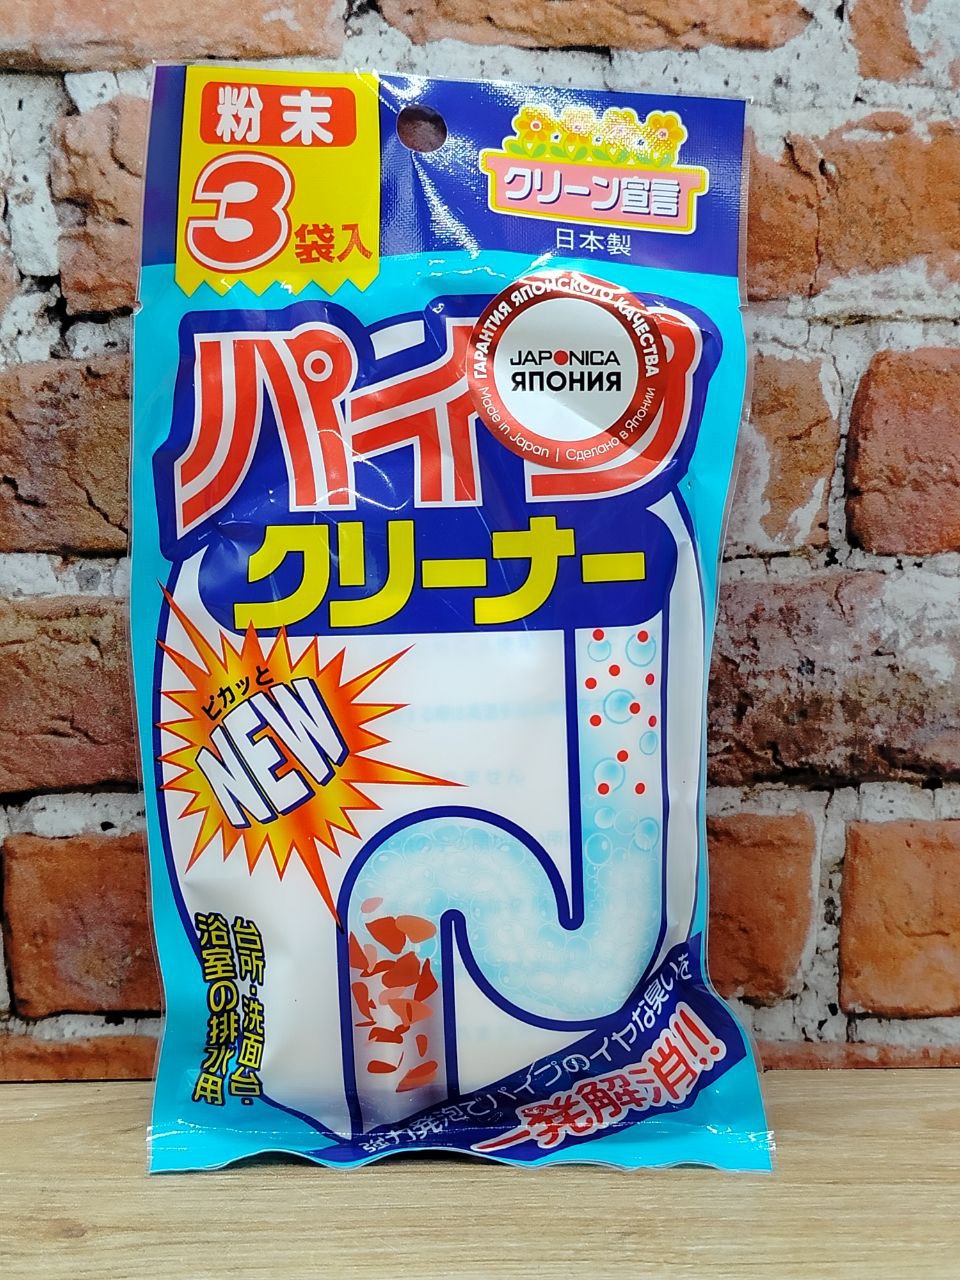 粉末
3袋入
クリーン宣言
日本製
パイプ
ГАРАНТИЯ ЯПОНСКОГО КАЧЕСТВА
JAPONICA
ЯПОНИЯ
Made in Japan | Сделано в Японии
クリーナー
ピカッと
NEW
台所・洗面台・
浴室の排水用
強力発泡でパイプのイヤな臭いを
一発解消!!